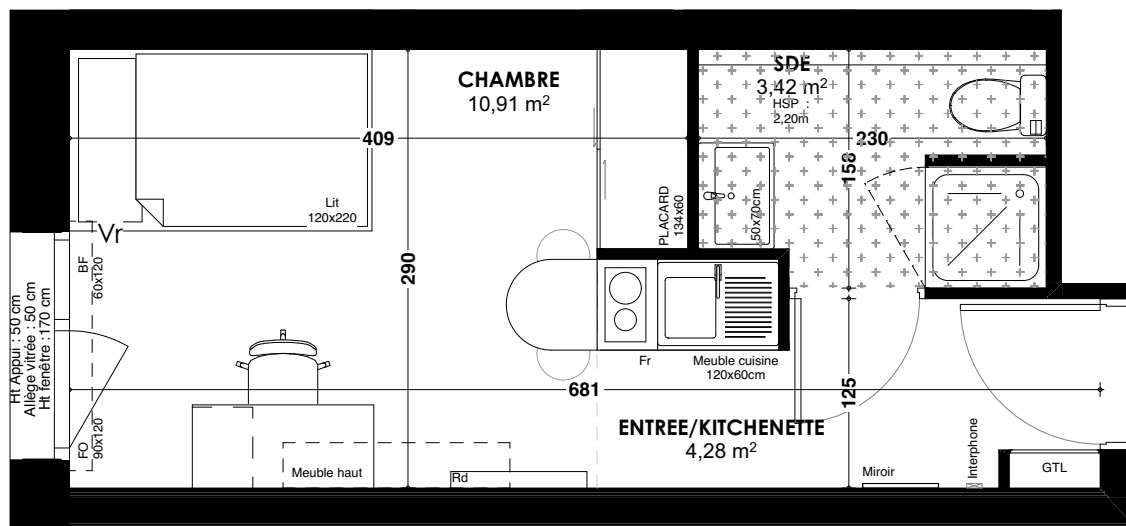 CHAMBRE
10,91 m²
SDE
3,42 m²
HSP :
2,20m
409
230
158
Lit
120x220
PLACARD
134x60
50x70cm
Vr
BF
60x120
290
Ht Appui : 50 cm
Allège vitrée : 50 cm
Ht fenêtre :170 cm
Fr
Meuble cuisine
120x60cm
681
125
ENTREE/KITCHENETTE
4,28 m²
FO
90x120
Meuble haut
Rd
Miroir
Interphone
GTL